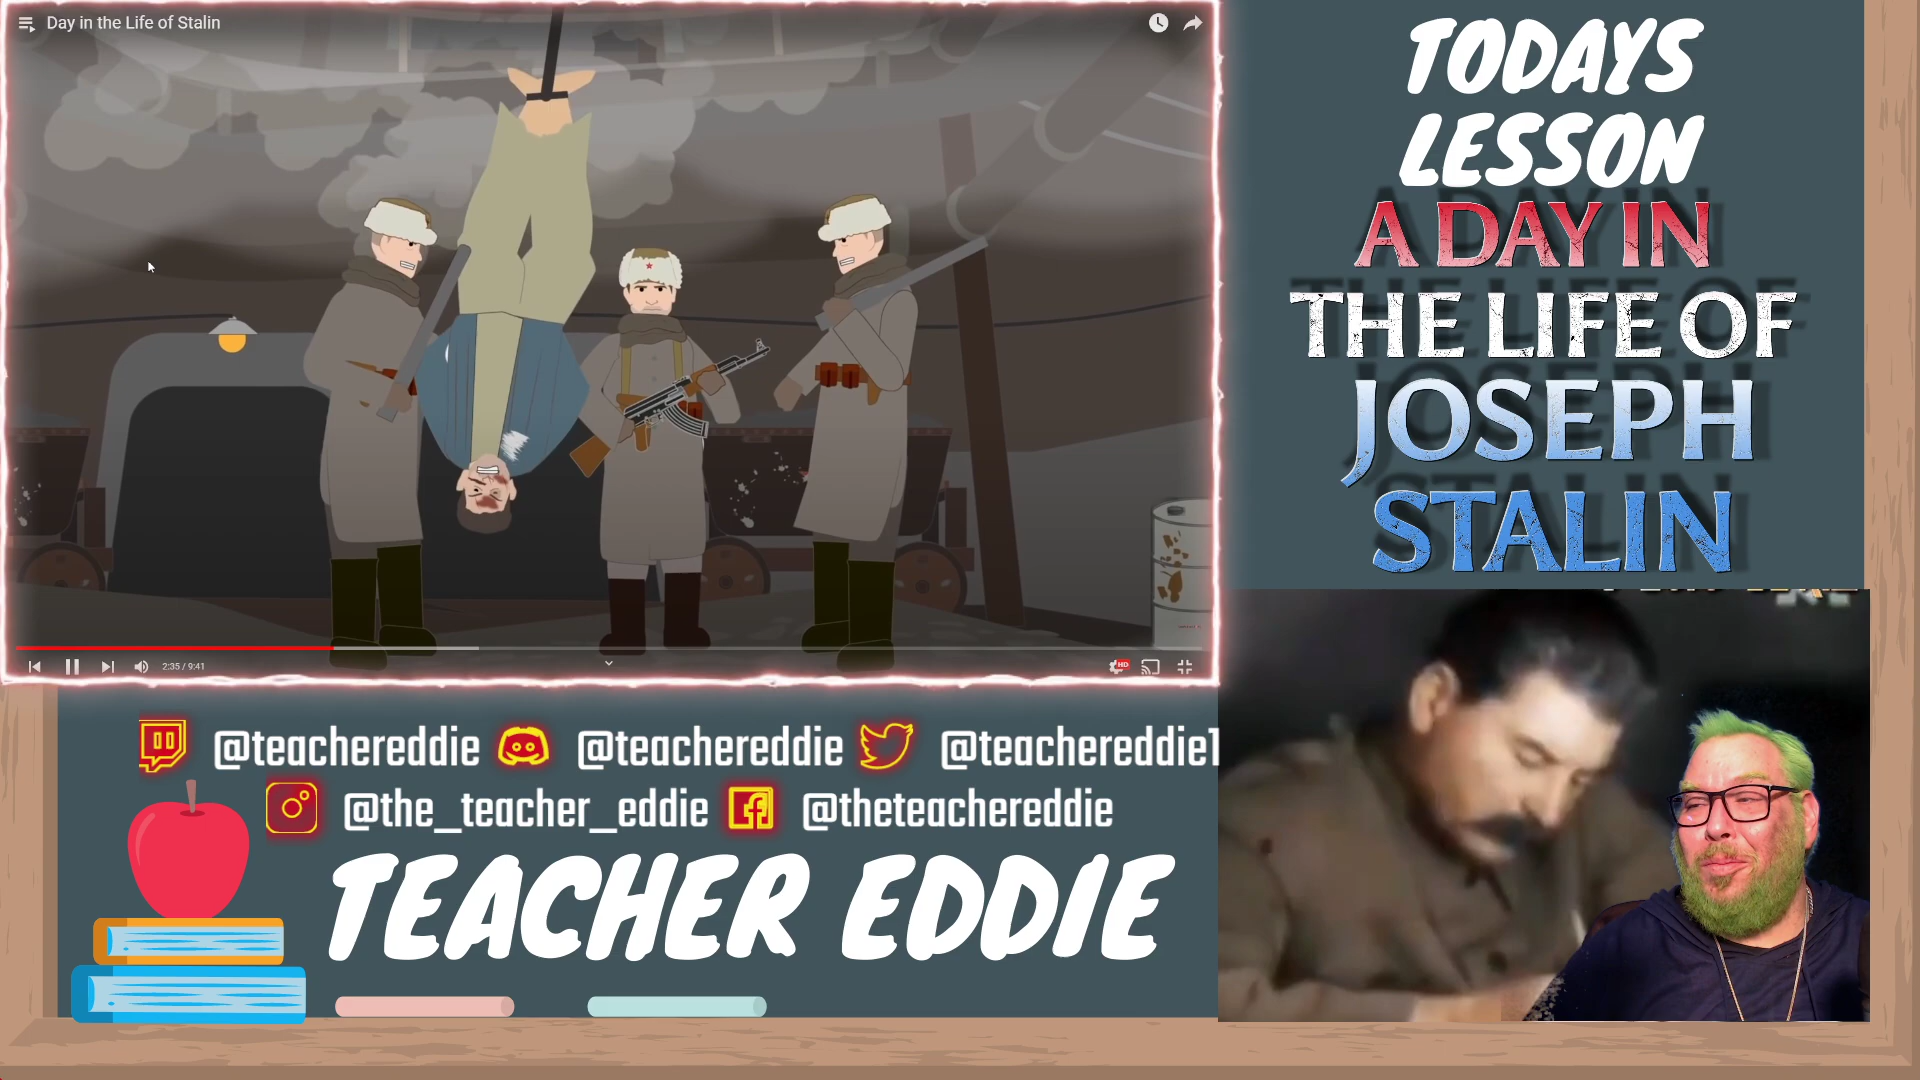 Day in the Life of Stalin
2:35 / 9:41
HD
TODAYS
LESSON
A DAY IN
THE LIFE OF
JOSEPH
STALIN
@teachereddie @teachereddie @teachereddie1
@the_teacher_eddie @theteachereddie
TEACHER EDDIE